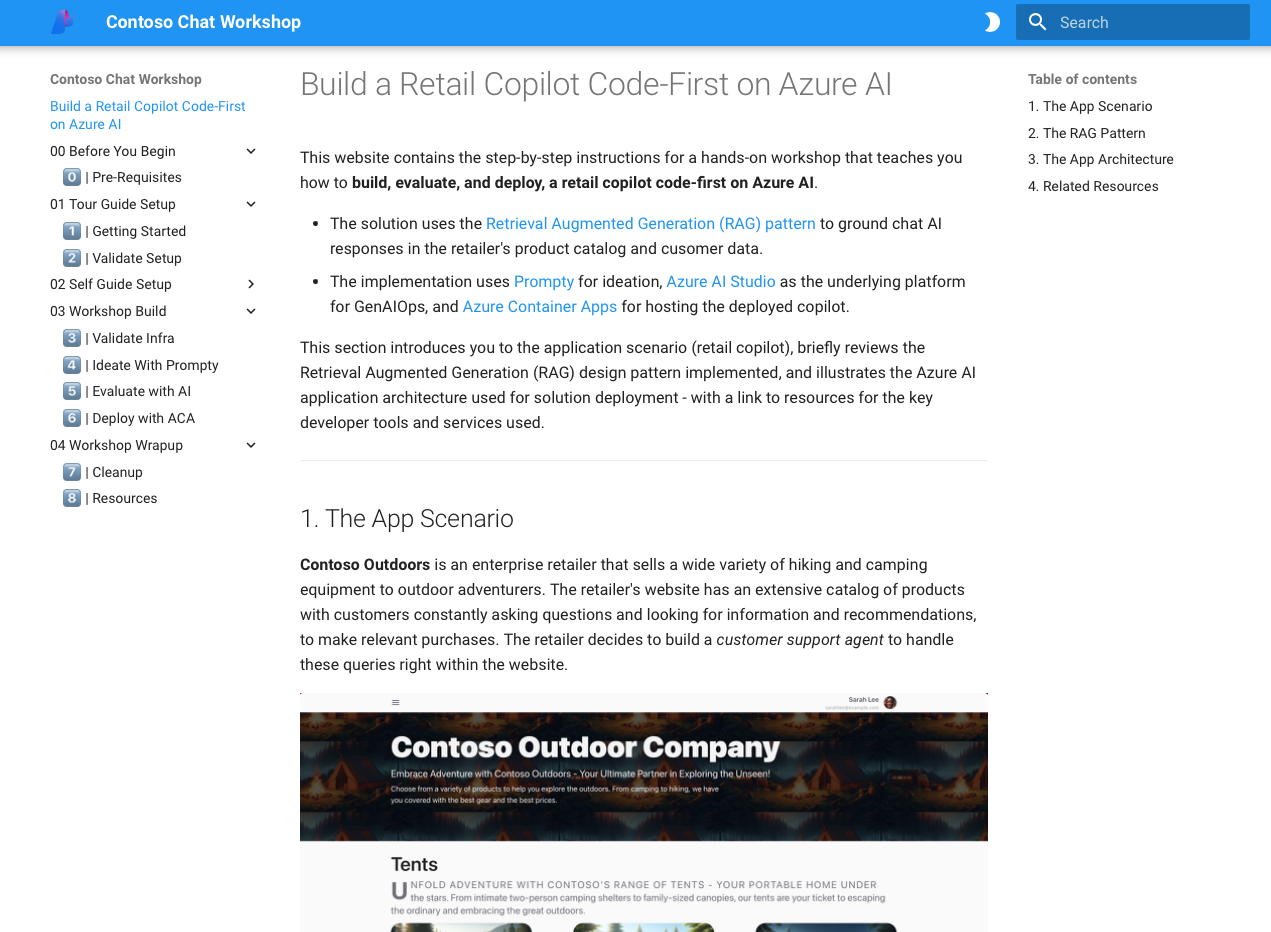 Contoso Chat Workshop
Search
Contoso Chat Workshop
Build a Retail Copilot Code-First
on Azure AI
00 Before You Begin
0 | Pre-Requisites
01 Tour Guide Setup
1 | Getting Started
2 | Validate Setup
02 Self Guide Setup
03 Workshop Build
3 | Validate Infra
4 | Ideate With Prompty
5 | Evaluate with AI
6 | Deploy with ACA
04 Workshop Wrapup
7 | Cleanup
8 | Resources
Build a Retail Copilot Code-First on Azure AI
This website contains the step-by-step instructions for a hands-on workshop that teaches you
how to build, evaluate, and deploy, a retail copilot code-first on Azure AI.
• The solution uses the Retrieval Augmented Generation (RAG) pattern to ground chat AI
responses in the retailer's product catalog and cusomer data.
• The implementation uses Prompty for ideation, Azure AI Studio as the underlying platform
for GenAIOps, and Azure Container Apps for hosting the deployed copilot.
This section introduces you to the application scenario (retail copilot), briefly reviews the
Retrieval Augmented Generation (RAG) design pattern implemented, and illustrates the Azure AI
application architecture used for solution deployment - with a link to resources for the key
developer tools and services used.
1. The App Scenario
Contoso Outdoors is an enterprise retailer that sells a wide variety of hiking and camping
equipment to outdoor adventurers. The retailer's website has an extensive catalog of products
with customers constantly asking questions and looking for information and recommendations,
to make relevant purchases. The retailer decides to build a customer support agent to handle
these queries right within the website.
Sarah Lee
Contoso Outdoor Company
Embrace Adventure with Contoso Outdoors - Your Ultimate Partner in Exploring the Unseen!
Choose from a variety of products to help you explore the outdoors. From camping to hiking, we have
you covered with the best gear and the best prices.
Tents
UNFOLD ADVENTURE WITH CONTOSO'S RANGE OF TENTS - YOUR PORTABLE HOME UNDER
the stars. From intimate two-person camping shelters to family-sized canopies, our tents are your ticket to escaping
the ordinary and embracing the great outdoors.
Table of contents
1. The App Scenario
2. The RAG Pattern
3. The App Architecture
4. Related Resources